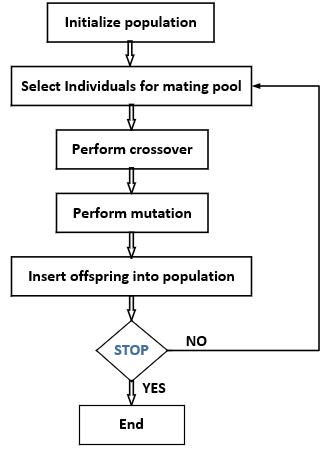 Initialize population
Select Individuals for mating pool
Perform crossover
Perform mutation
Insert offspring into population
STOP
NO
YES
End